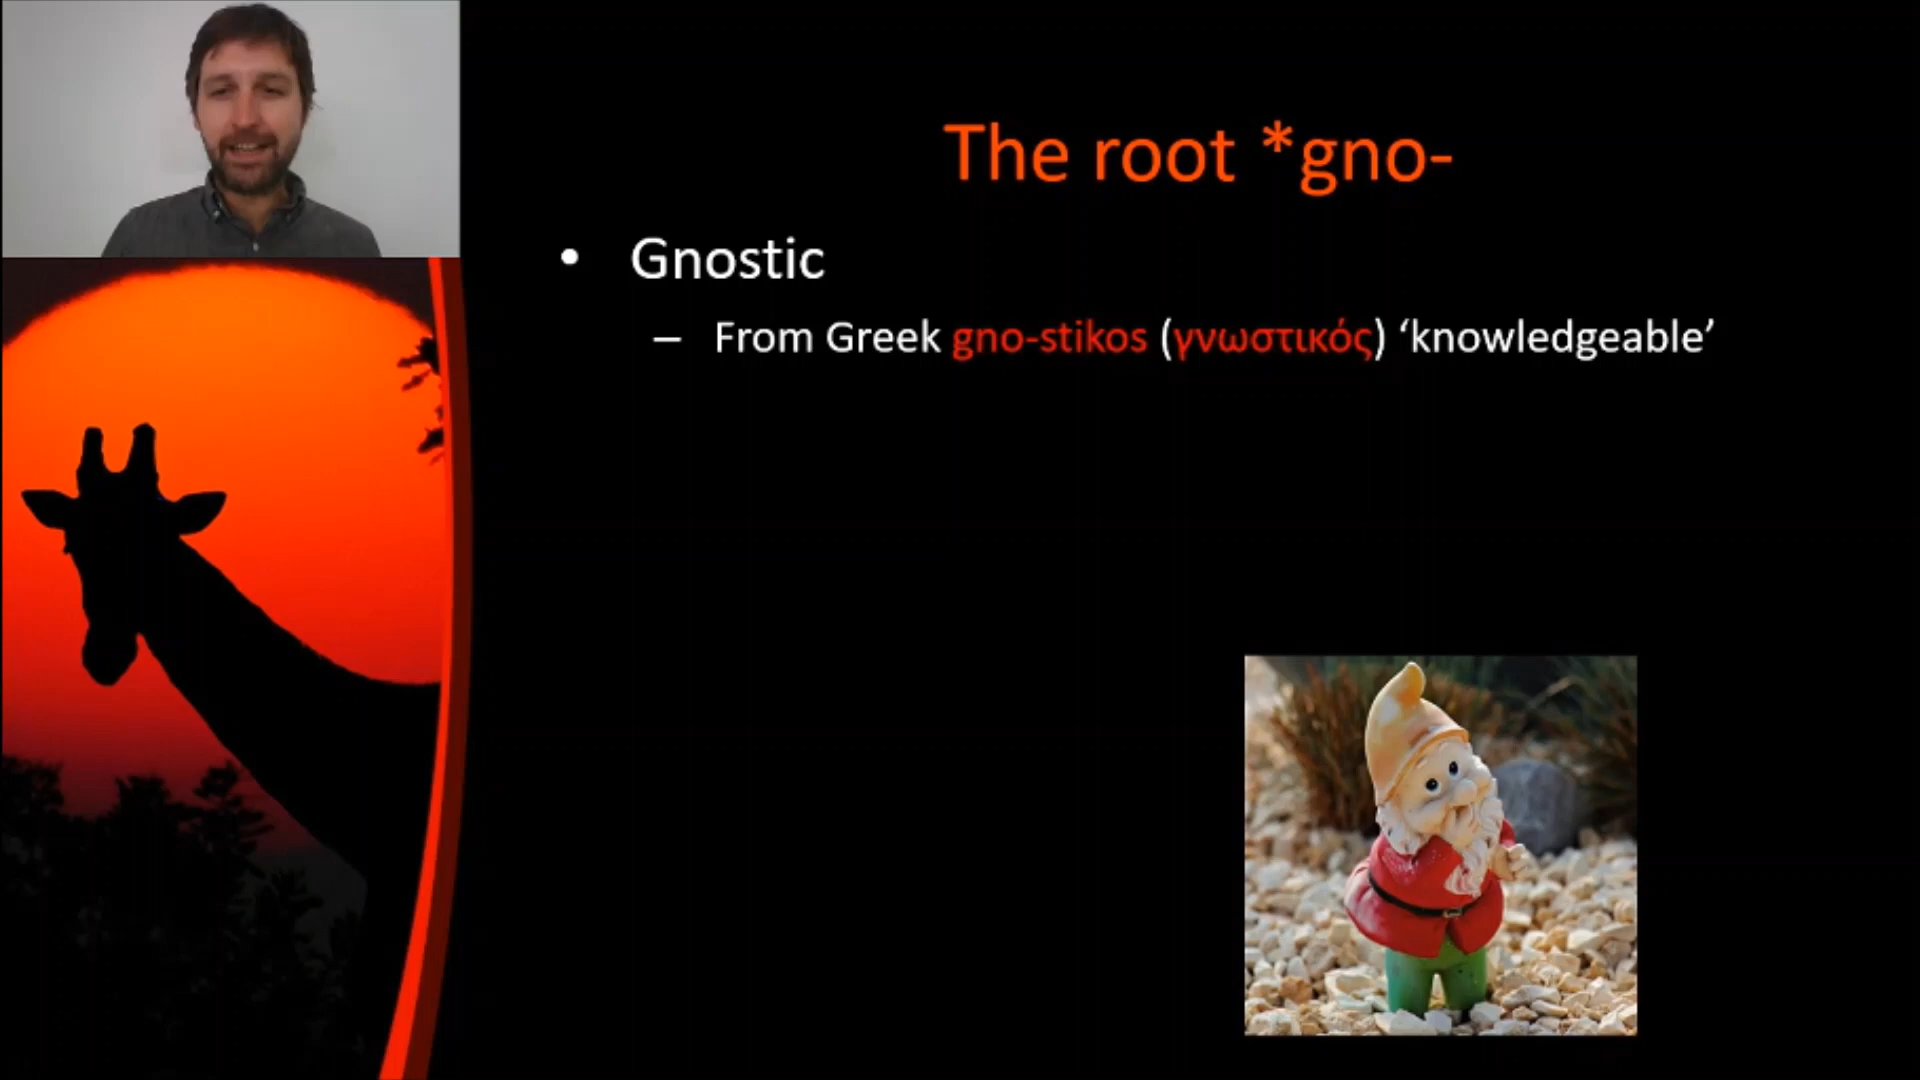 The root *gno-
• Gnostic
– From Greek gno-stikos (γνωστικός) ‘knowledgeable’